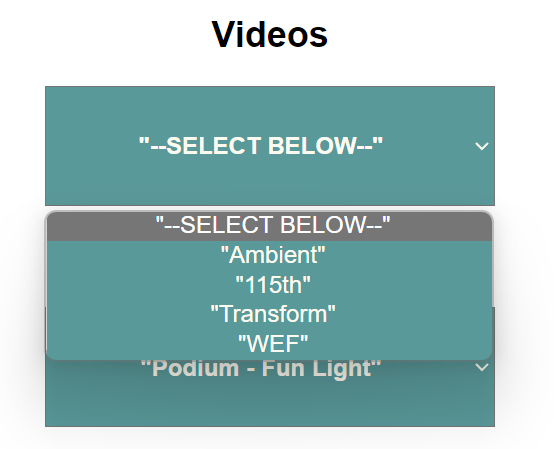 Videos
"--SELECT BELOW--"
"--SELECT BELOW--"
"Ambient"
"115th"
"Transform"
"WEF"
"Podium - Fun Light"